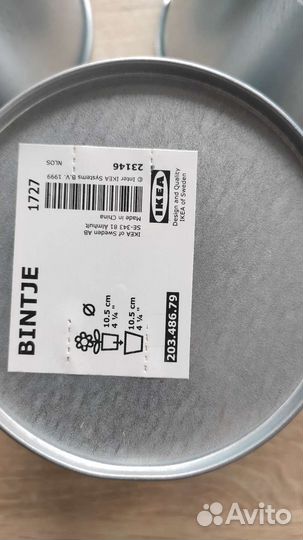 BINTJE
1727
Ø
10.5 cm
4 ¼ "
10.5 cm
4 ¼ "
© Inter IKEA Systems B.V. 1999
23146
NLOS
IKEA of Sweden AB
SE-343 81 Älmhult
Made in China
203.486.79
IKEA
Design and Quality
IKEA of Sweden
Avito